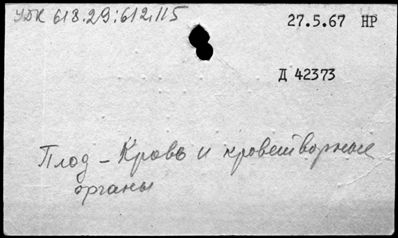 УДК 618.29:612.115
27.5.67 НР
Д 42373
Плод - Кровь и кроветворные
органы